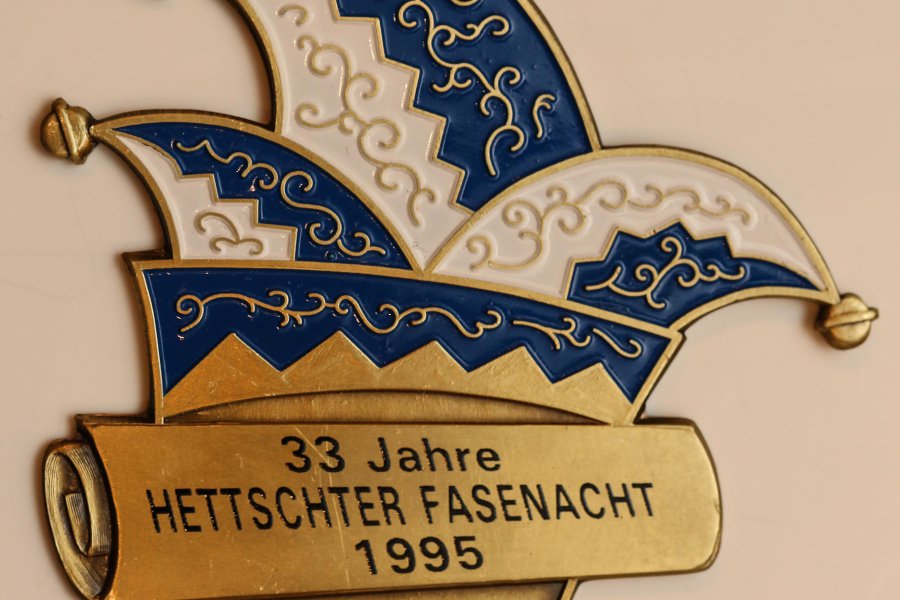 33 Jahre
HETTSCHTER FASENACHT
1995